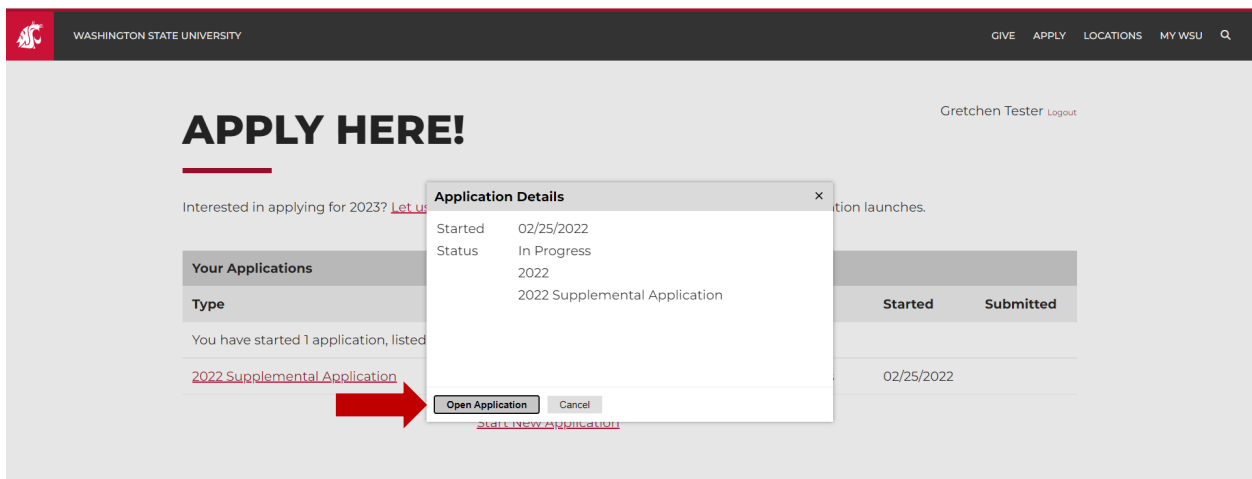 WASHINGTON STATE UNIVERSITY
GIVE APPLY LOCATIONS MY WSU
Gretchen Tester Logout
APPLY HERE!
Interested in applying for 2023? Let us
launches.
Application Details ×
Started 02/25/2022
Status In Progress
2022
2022 Supplemental Application
Open Application Cancel
Your Applications
Type Started Submitted
You have started 1 application, listed
2022 Supplemental Application 02/25/2022
Start New Application